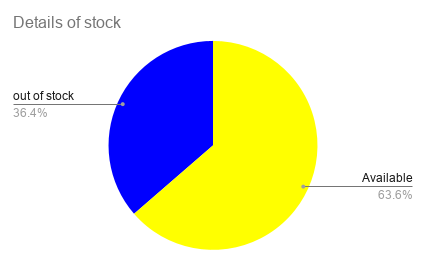 Details of stock
out of stock
36.4%
Available
63.6%